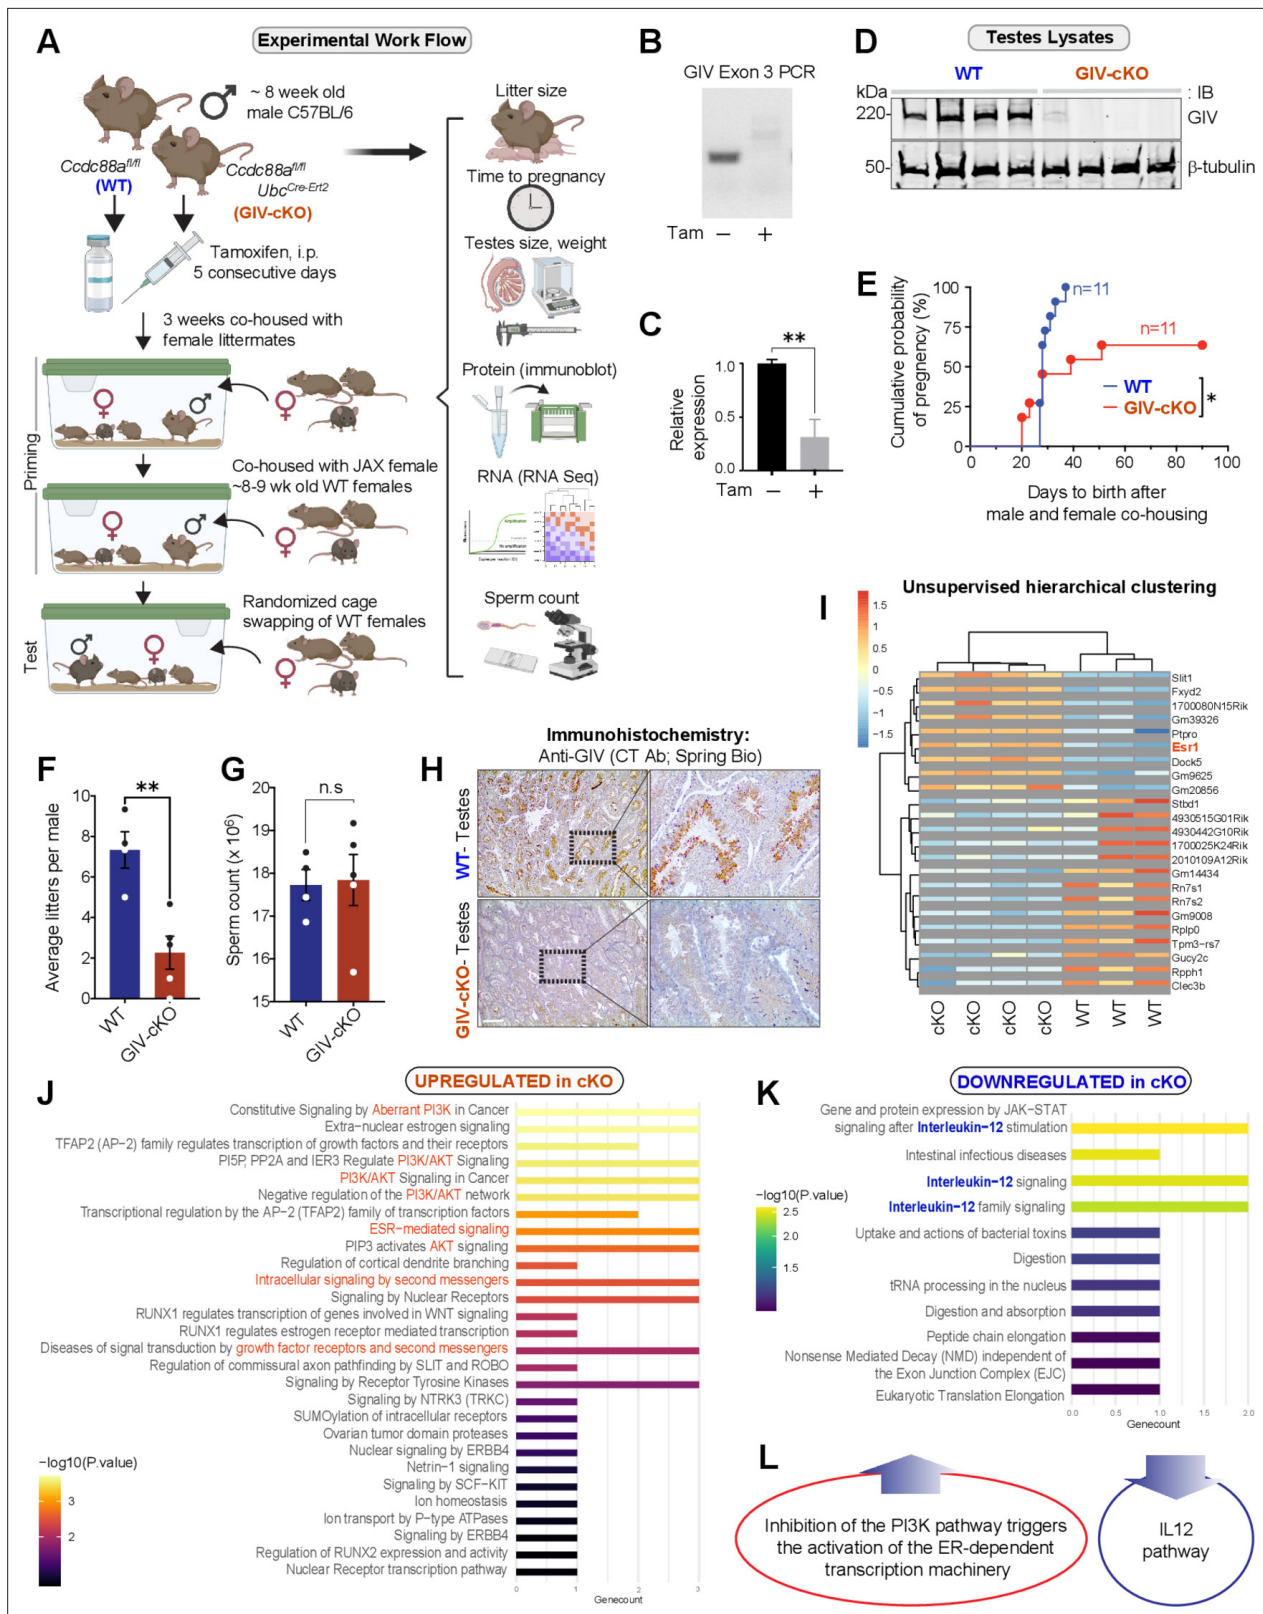 A
Experimental Work Flow
~ 8 week old
male C57BL/6
Ccdc88afl/fl
(WT)
Ccdc88afl/fl
UbcCre-Ert2
(GIV-cKO)
Tamoxifen, i.p.
5 consecutive days
3 weeks co-housed with
female littermates
Priming
Co-housed with JAX female
~8-9 wk old WT females
Test
Randomized cage
swapping of WT females
Litter size
Time to pregnancy
Testes size, weight
Protein (immunoblot)
RNA (RNA Seq)
Sperm count
B
GIV Exon 3 PCR
Tam − +
C
**
Relative
expression
1.0
0.5
0.0
Tam − +
D
Testes Lysates
WT GIV-cKO
kDa : IB
220- GIV
50- β-tubulin
E
Cumulative probability
of pregnency (%)
100
75
50
25
0
n=11
n=11
WT
GIV-cKO
*
0 20 40 60 80 100
Days to birth after
male and female co-housing
F
**
Average litters per male
10
8
6
4
2
0
WT
GIV-cKO
G
n.s
Sperm count (x 10⁶)
20
19
18
17
16
15
WT
GIV-cKO
H
Immunohistochemistry:
Anti-GIV (CT Ab; Spring Bio)
WT- Testes
GIV-cKO- Testes
I
Unsupervised hierarchical clustering
1.5
1
0.5
0
−0.5
−1
−1.5
Slit1
Fxyd2
1700080N15Rik
Gm39326
Ptpro
Esr1
Dock5
Gm9625
Gm20856
Stbd1
4930515G01Rik
4930442G10Rik
1700025K24Rik
2010109A12Rik
Gm14434
Rn7s1
Rn7s2
Gm9008
Rplp0
Tpm3−rs7
Gucy2c
Rpph1
Clec3b
cKO cKO cKO cKO WT WT WT
J
UPREGULATED in cKO
Constitutive Signaling by Aberrant PI3K in Cancer
Extra-nuclear estrogen signaling
TFAP2 (AP-2) family regulates transcription of growth factors and their receptors
PI5P, PP2A and IER3 Regulate PI3K/AKT Signaling
PI3K/AKT Signaling in Cancer
Negative regulation of the PI3K/AKT network
Transcriptional regulation by the AP-2 (TFAP2) family of transcription factors
ESR-mediated signaling
PIP3 activates AKT signaling
Regulation of cortical dendrite branching
Intracellular signaling by second messengers
Signaling by Nuclear Receptors
RUNX1 regulates transcription of genes involved in WNT signaling
RUNX1 regulates estrogen receptor mediated transcription
Diseases of signal transduction by growth factor receptors and second messengers
Regulation of commissural axon pathfinding by SLIT and ROBO
Signaling by Receptor Tyrosine Kinases
Signaling by NTRK3 (TRKC)
SUMOylation of intracellular receptors
Ovarian tumor domain proteases
Nuclear signaling by ERBB4
Netrin-1 signaling
Signaling by SCF-KIT
Ion homeostasis
Ion transport by P-type ATPases
Signaling by ERBB4
Regulation of RUNX2 expression and activity
Nuclear Receptor transcription pathway
−log10(P.value)
3
2
0 1 2 3
Genecount
K
DOWNREGULATED in cKO
Gene and protein expression by JAK−STAT
signaling after Interleukin−12 stimulation
Intestinal infectious diseases
Interleukin−12 signaling
Interleukin−12 family signaling
Uptake and actions of bacterial toxins
Digestion
tRNA processing in the nucleus
Digestion and absorption
Peptide chain elongation
Nonsense Mediated Decay (NMD) independent of
the Exon Junction Complex (EJC)
Eukaryotic Translation Elongation
−log10(P.value)
2.5
2.0
1.5
0.0 0.5 1.0 1.5 2.0
Genecount
L
Inhibition of the PI3K pathway triggers
the activation of the ER-dependent
transcription machinery
IL12
pathway